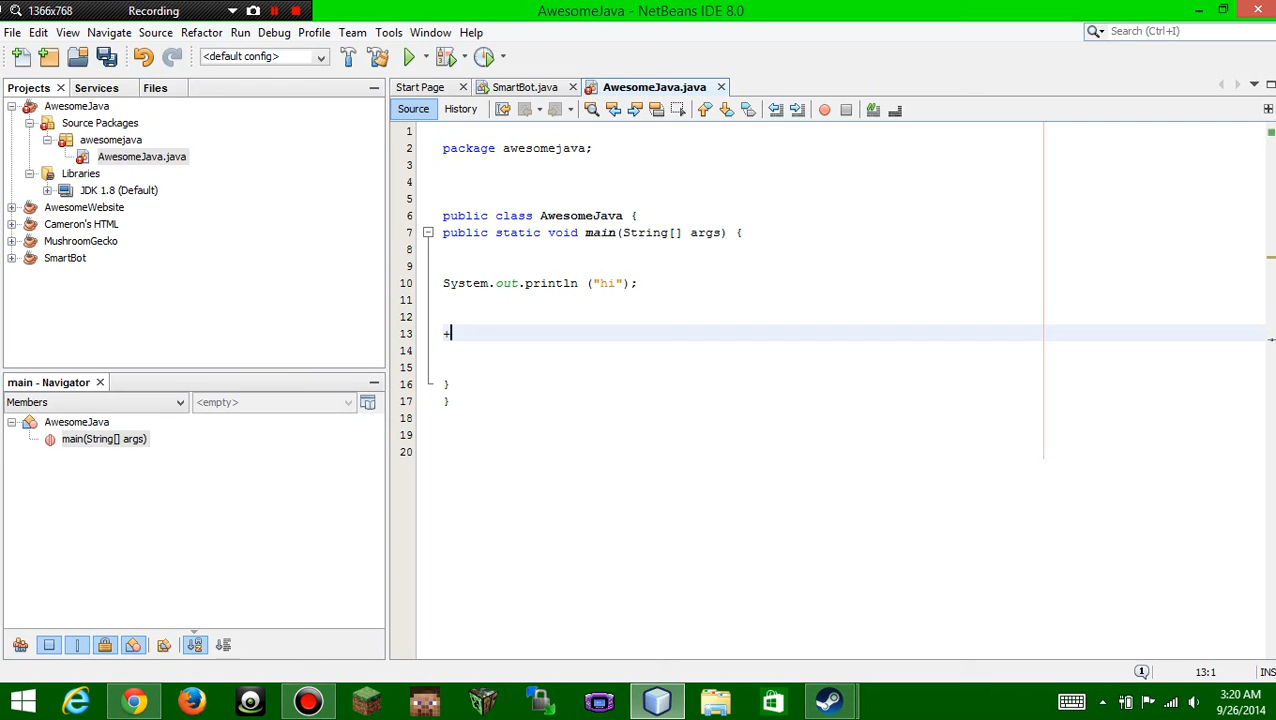 1366x768
Recording
AwesomeJava - NetBeans IDE 8.0
File Edit View Navigate Source Refactor Run Debug Profile Team Tools Window Help
Search (Ctrl+I)
<default config>
Projects Services Files
Start Page SmartBot.java AwesomeJava.java
Source History
AwesomeJava
Source Packages
awesomejava
AwesomeJava.java
Libraries
JDK 1.8 (Default)
AwesomeWebsite
Cameron's HTML
MushroomGecko
SmartBot
main - Navigator
Members
<empty>
AwesomeJava
main(String[] args)
1
2 package awesomejava;
3
4
5
6 public class AwesomeJava {
7 public static void main(String[] args) {
8
9
10 System.out.println ("hi");
11
12
13 +
14
15
16 }
17 }
18
19
20
1
13:1
INS
3:20 AM
9/26/2014